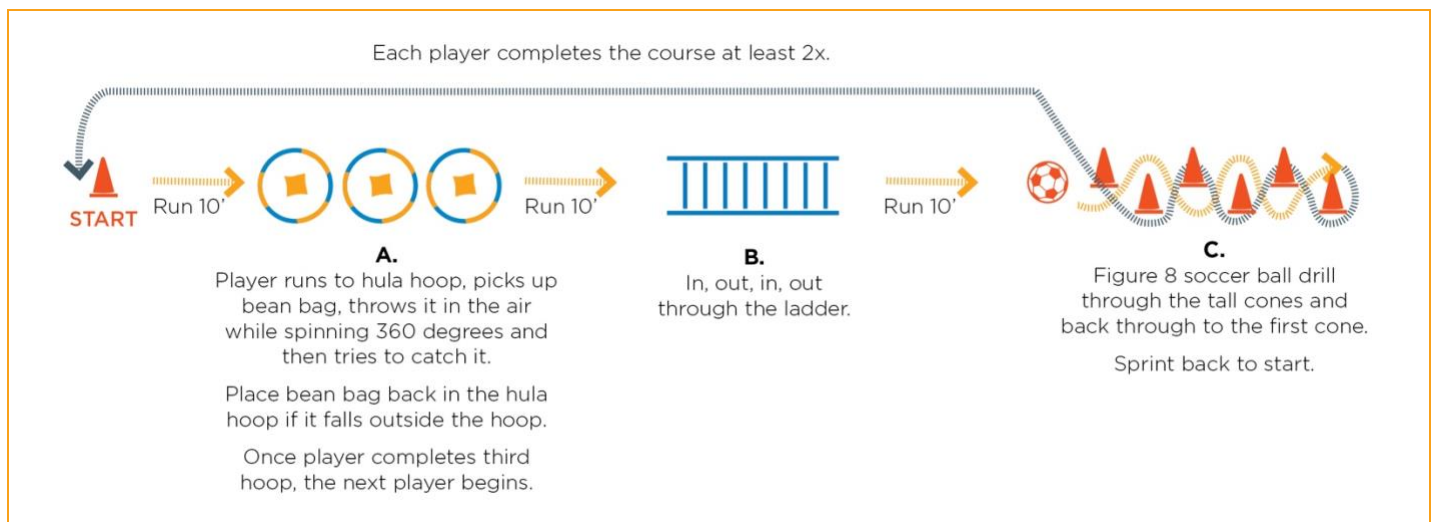 Each player completes the course at least 2x.
START
Run 10’
Run 10’
Run 10’
A.
Player runs to hula hoop, picks up
bean bag, throws it in the air
while spinning 360 degrees and
then tries to catch it.
Place bean bag back in the hula
hoop if it falls outside the hoop.
Once player completes third
hoop, the next player begins.
B.
In, out, in, out
through the ladder.
C.
Figure 8 soccer ball drill
through the tall cones and
back through to the first cone.
Sprint back to start.